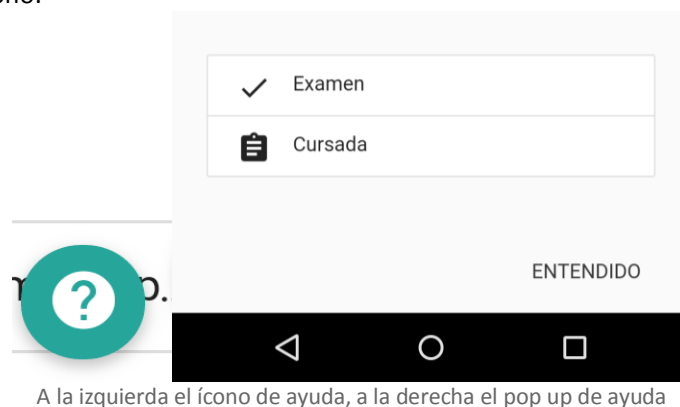 Examen
Cursada
ENTENDIDO
A la izquierda el ícono de ayuda, a la derecha el pop up de ayuda